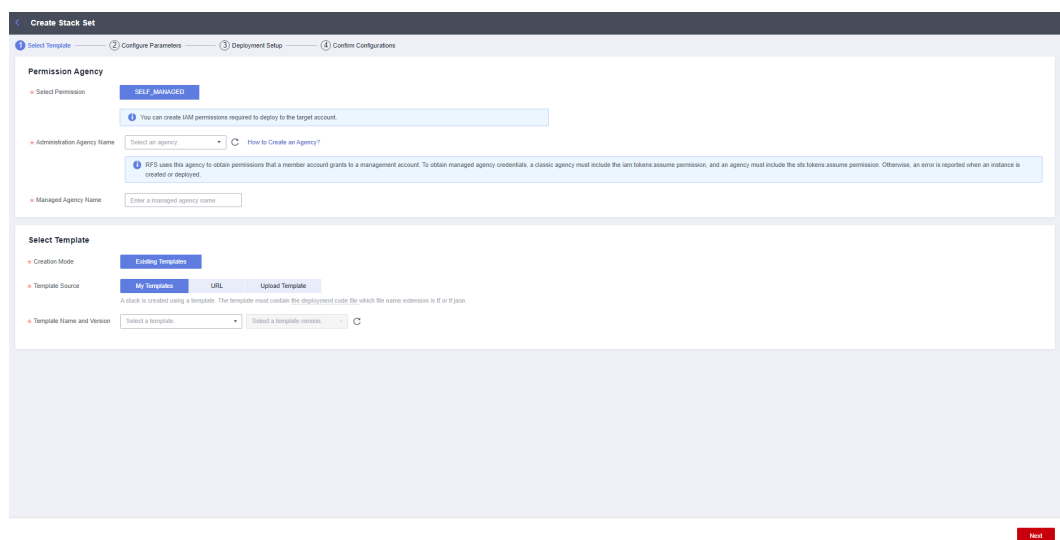 Create Stack Set
1 Select Template
2 Configure Parameters
3 Deployment Setup
4 Confirm Configurations
Permission Agency
* Select Permission
SELF_MANAGED
You can create IAM permissions required to deploy to the target account.
* Administration Agency Name
Select an agency.
How to Create an Agency?
RFS uses this agency to obtain permissions that a member account grants to a management account. To obtain managed agency credentials, a classic agency must include the iam:tokens:assume permission, and an agency must include the sts:tokens:assume permission. Otherwise, an error is reported when an instance is
created or deployed.
* Managed Agency Name
Enter a managed agency name
Select Template
* Creation Mode
Existing Templates
* Template Source
My Templates
URL
Upload Template
A stack is created using a template. The template must contain the deployment code file which file name extension is tf or tf.json.
* Template Name and Version
Select a template.
Select a template version.
Next